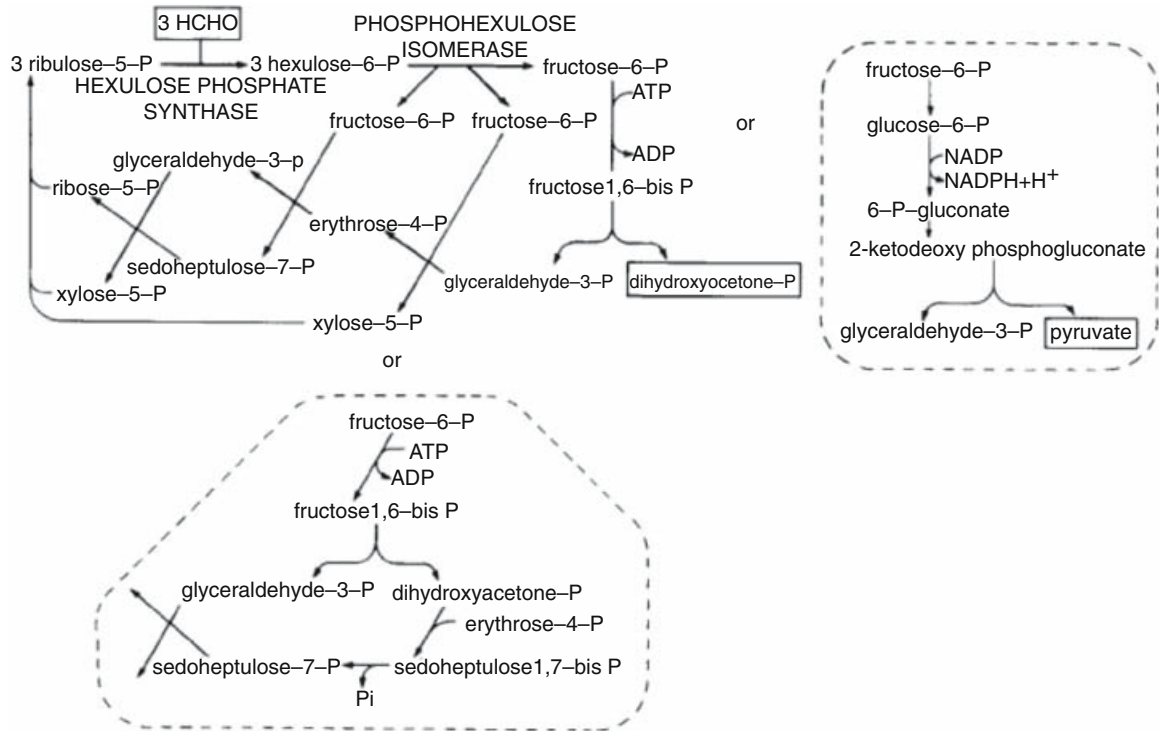 3 HCHO
PHOSPHOHEXULOSE
ISOMERASE
3 ribulose–5–P
3 hexulose–6–P
fructose–6–P
HEXULOSE PHOSPHATE
SYNTHASE
ATP
fructose–6–P
fructose–6–P
ADP
glyceraldehyde–3–p
ribose–5–P
fructose1,6–bis P
erythrose–4–P
sedoheptulose–7–P
xylose–5–P
glyceraldehyde–3–P
dihydroxyocetone–P
xylose–5–P
or
fructose–6–P
glucose–6–P
NADP
NADPH+H+
6–P–gluconate
2-ketodeoxy phosphogluconate
glyceraldehyde–3–P
pyruvate
or
fructose–6–P
ATP
ADP
fructose1,6–bis P
glyceraldehyde–3–P
dihydroxyacetone–P
erythrose–4–P
sedoheptulose–7–P
sedoheptulose1,7–bis P
Pi